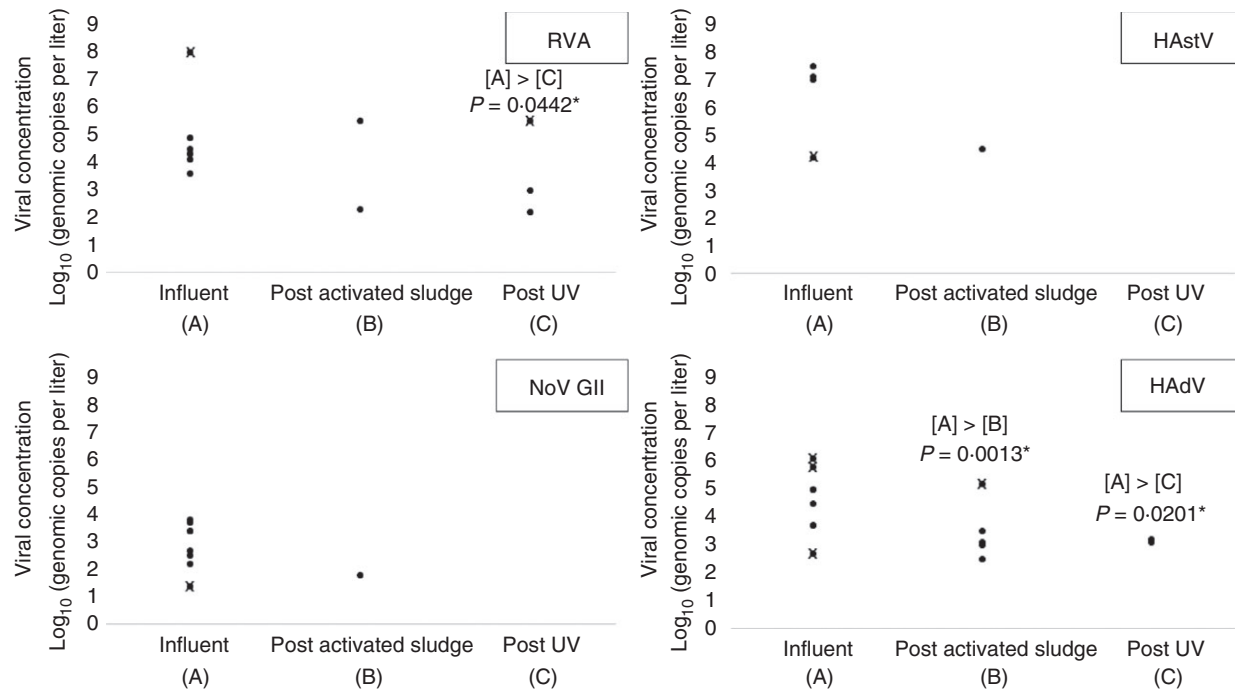 Viral concentration
Log10 (genomic copies per liter)
9
8
7
6
5
4
3
2
1
0
RVA
[A] > [C]
P = 0·0442*
Influent
(A)
Post activated sludge
(B)
Post UV
(C)
Viral concentration
Log10 (genomic copies per liter)
9
8
7
6
5
4
3
2
1
0
HAstV
Influent
(A)
Post activated sludge
(B)
Post UV
(C)
Viral concentration
Log10 (genomic copies per liter)
9
8
7
6
5
4
3
2
1
0
NoV GII
Influent
(A)
Post activated sludge
(B)
Post UV
(C)
Viral concentration
Log10 (genomic copies per liter)
9
8
7
6
5
4
3
2
1
0
HAdV
[A] > [B]
P = 0·0013*
[A] > [C]
P = 0·0201*
Influent
(A)
Post activated sludge
(B)
Post UV
(C)